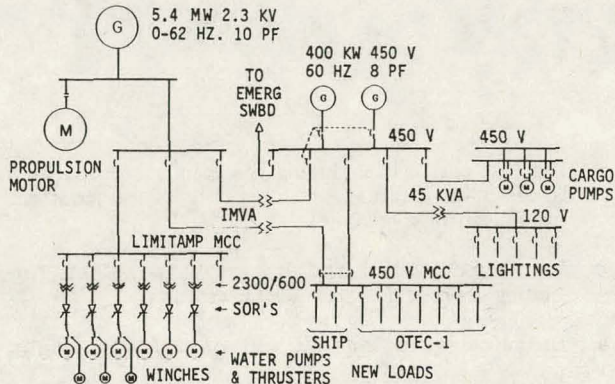 5.4 MW 2.3 KV
0-62 HZ. 10 PF
G
400 KW 450 V
60 HZ 8 PF
TO
EMERG
SWBD
G
G
M
450 V
450 V
PROPULSION
MOTOR
M M M
CARGO
PUMPS
IMVA
45 KVA
120 V
LIMITAMP MCC
LIGHTINGS
450 V MCC
2300/600
SOR'S
SHIP
OTEC-1
M M M M M M
WATER PUMPS
& THRUSTERS
NEW LOADS
M M M
WINCHES